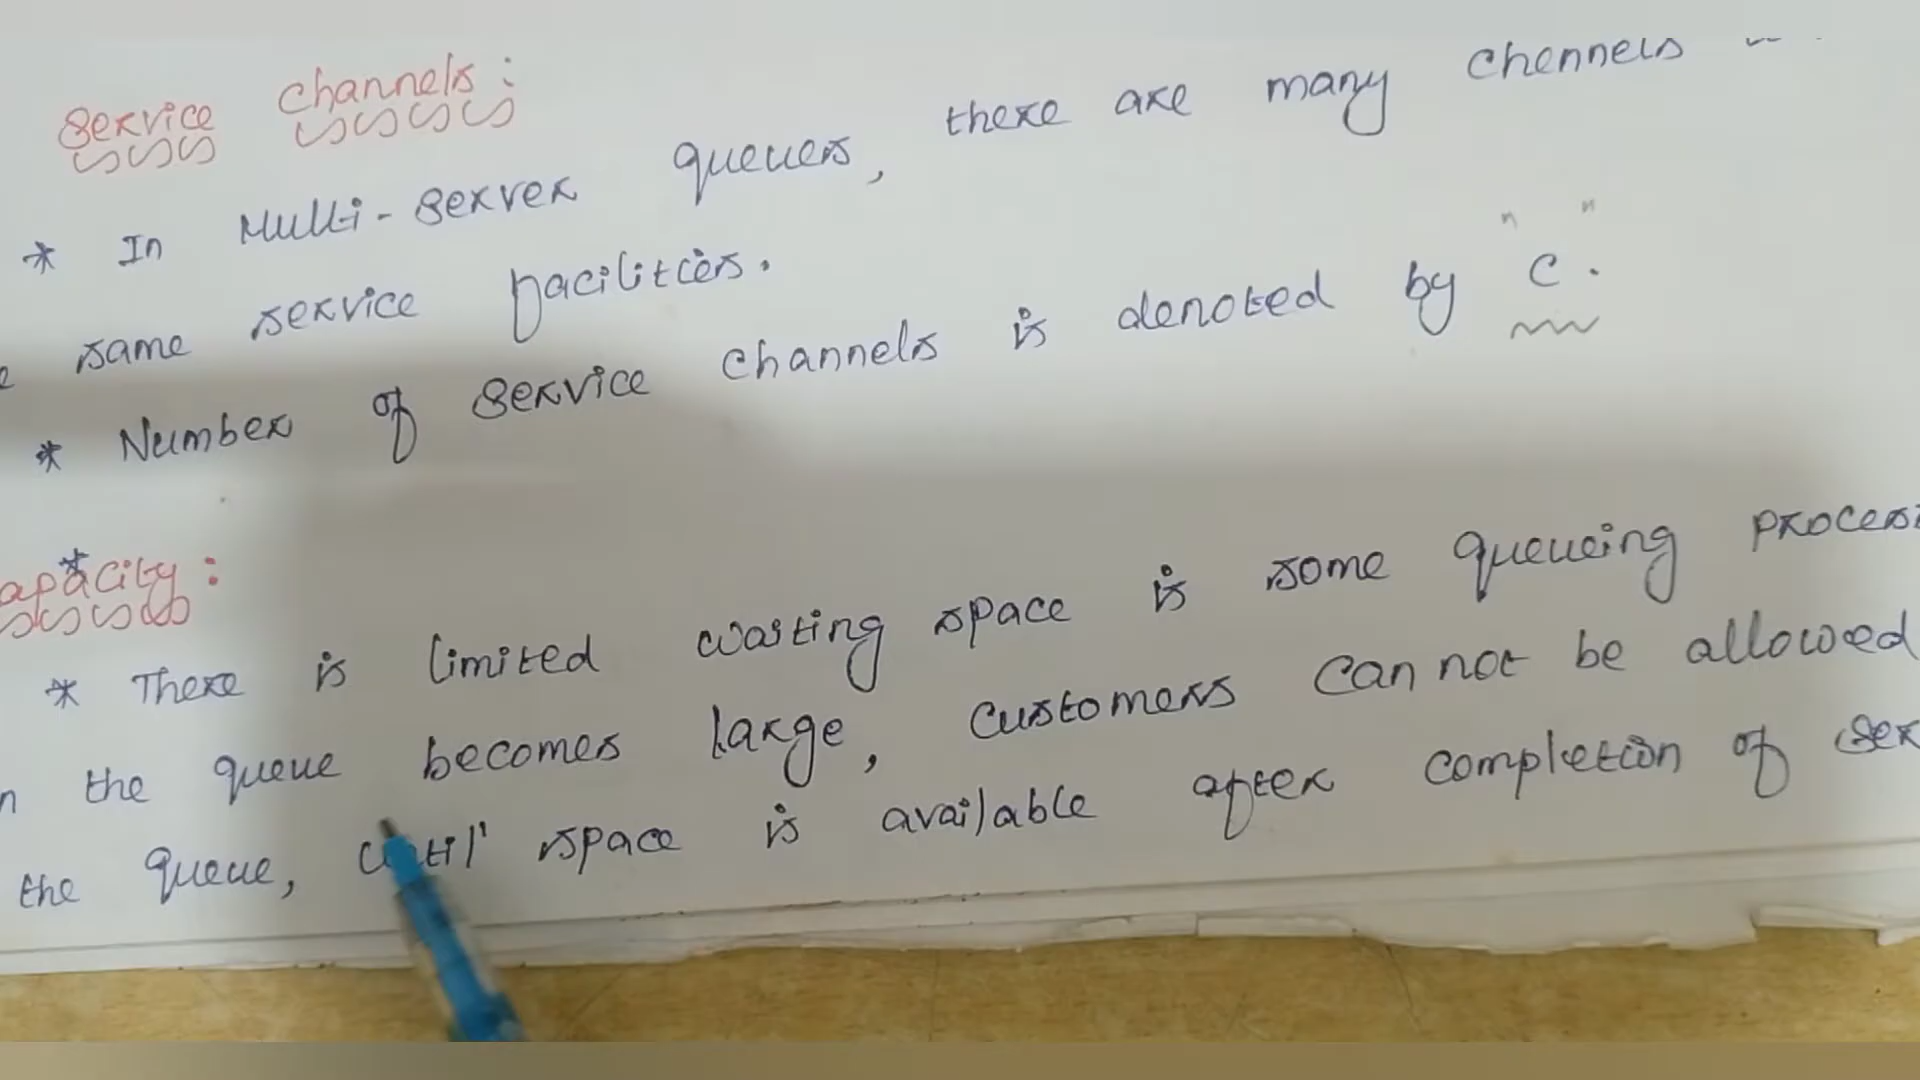 Service channels:
* In Multi-server queues, there are many chennels
same service facilities.
* Number of service channels is denoted by "c".
apacity:
* There is limited waiting space is some queueing process
n the queue becomes large, customers can not be allowed
the queue, until space is available after completion of ser